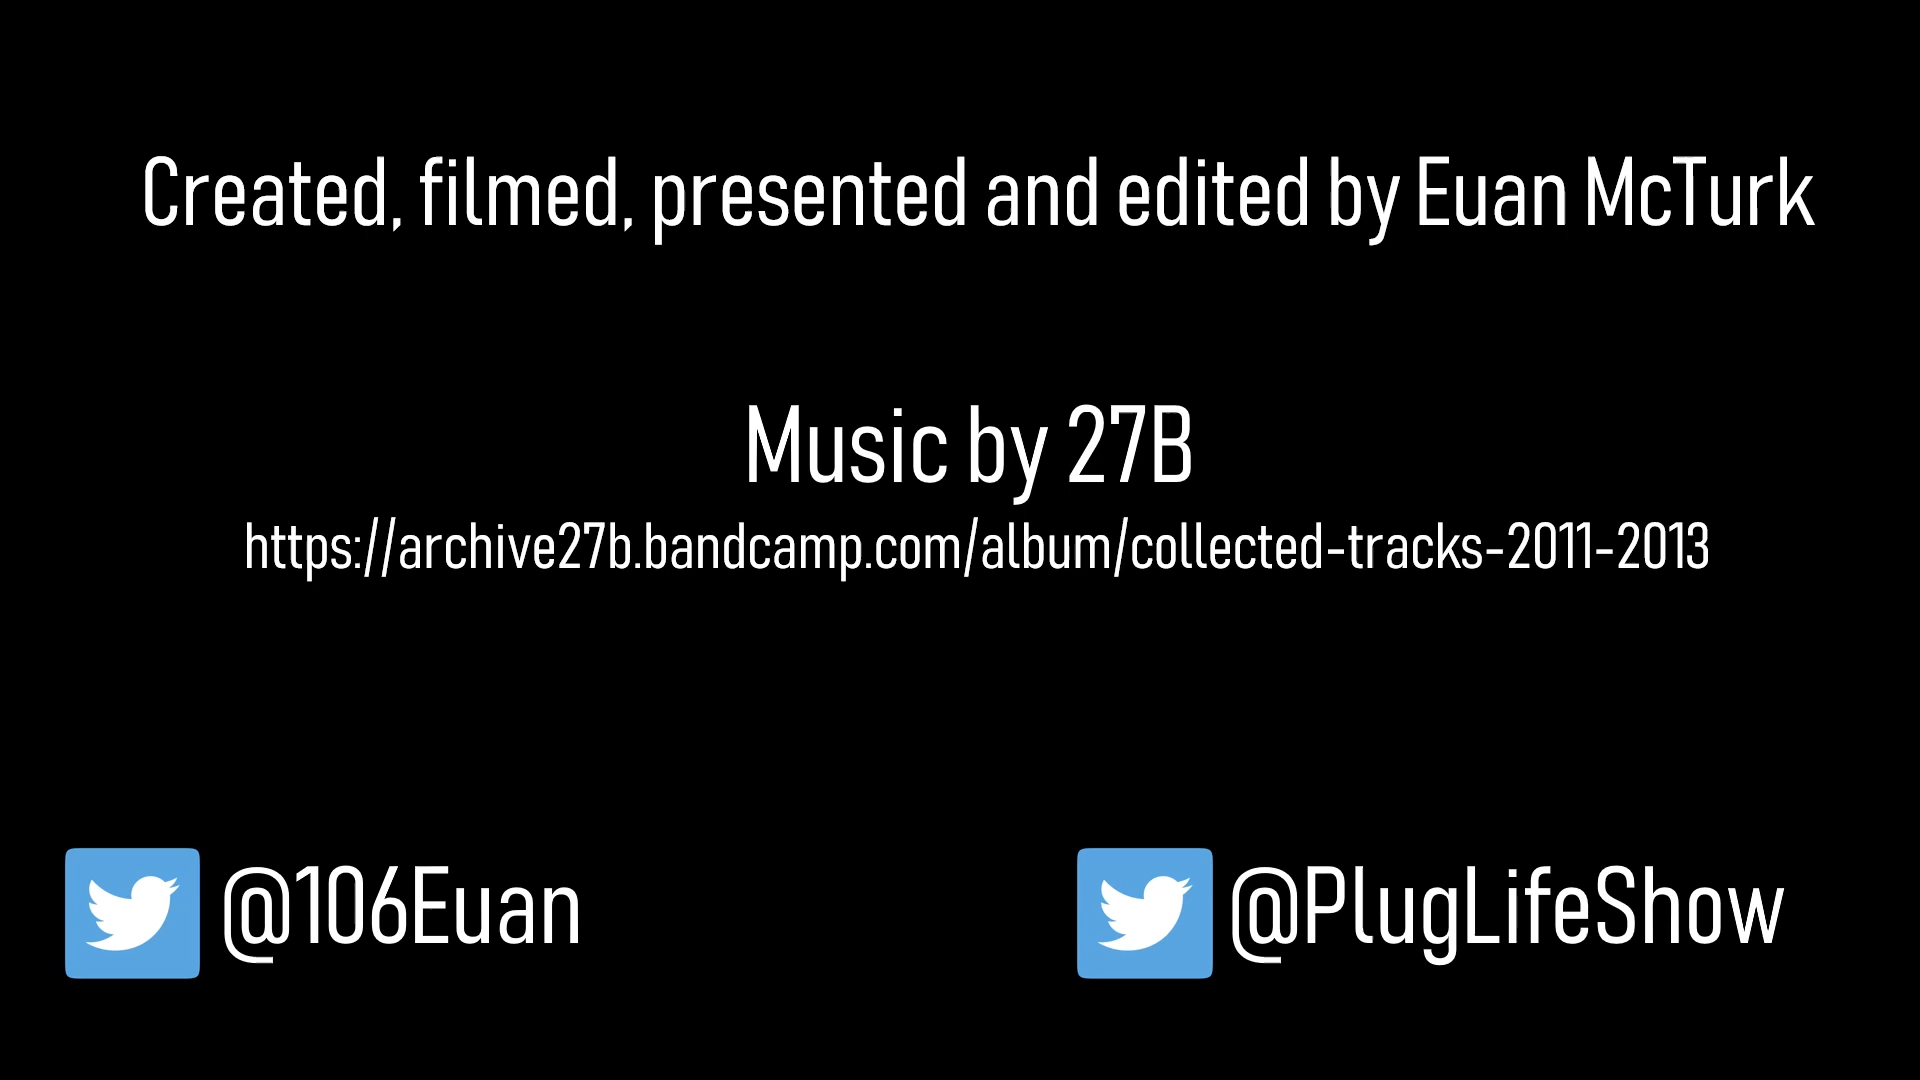 Created, filmed, presented and edited by Euan McTurk
Music by 27B
https://archive27b.bandcamp.com/album/collected-tracks-2011-2013
@106Euan
@PlugLifeShow